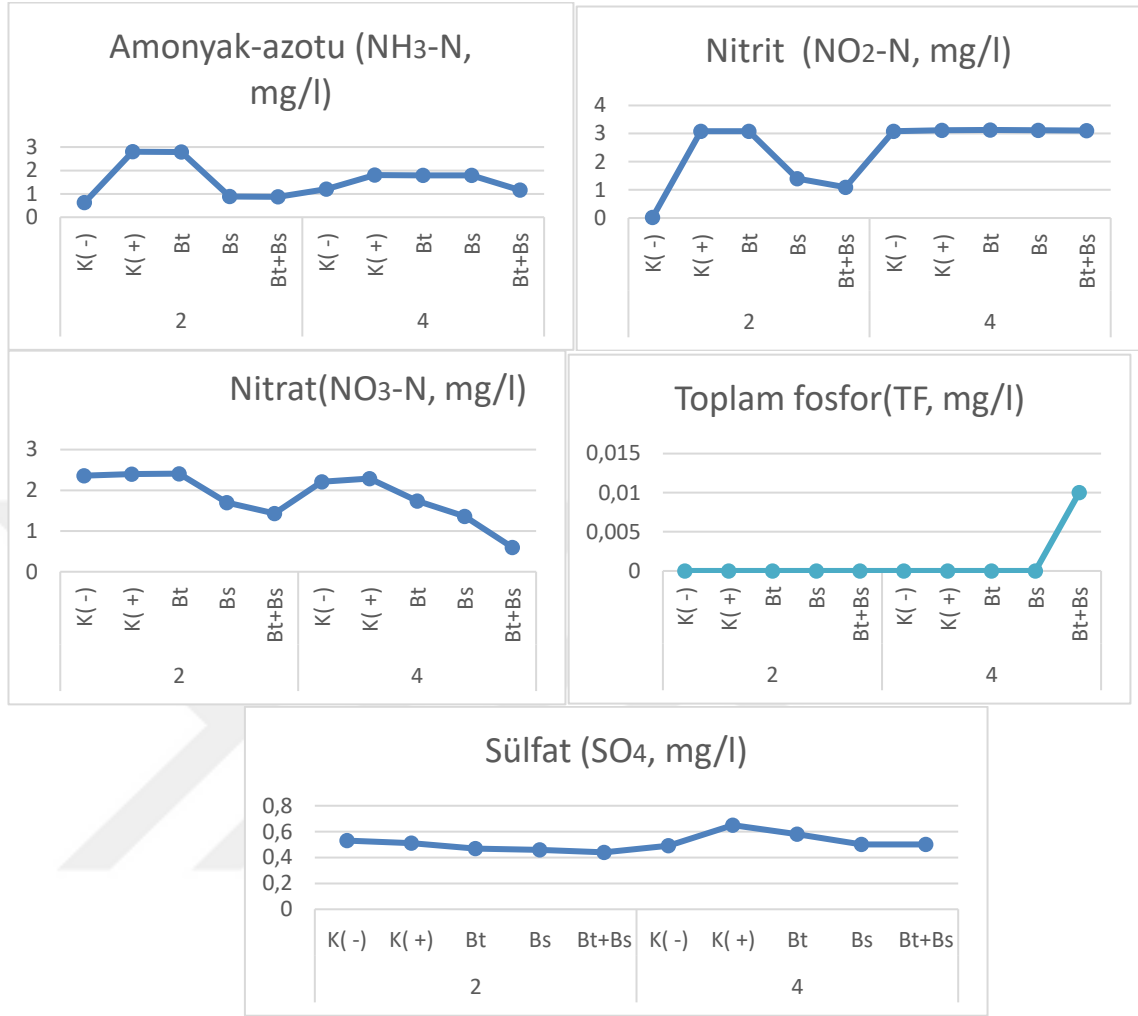 Amonyak-azotu (NH3-N,
mg/l)
3
2
1
0
K( -)
K( +)
Bt
Bs
Bt+Bs
K( -)
K( +)
Bt
Bs
Bt+Bs
2
4
Nitrit (NO2-N, mg/l)
4
3
2
1
0
K( -)
K( +)
Bt
Bs
Bt+Bs
K( -)
K( +)
Bt
Bs
Bt+Bs
2
4
Nitrat(NO3-N, mg/l)
3
2
1
0
K( -)
K( +)
Bt
Bs
Bt+Bs
K( -)
K( +)
Bt
Bs
Bt+Bs
2
4
Toplam fosfor(TF, mg/l)
0,015
0,01
0,005
0
K( -)
K( +)
Bt
Bs
Bt+Bs
K( -)
K( +)
Bt
Bs
Bt+Bs
2
4
Sülfat (SO4, mg/l)
0,8
0,6
0,4
0,2
0
K( -) K( +) Bt Bs Bt+Bs K( -) K( +) Bt Bs Bt+Bs
2 4